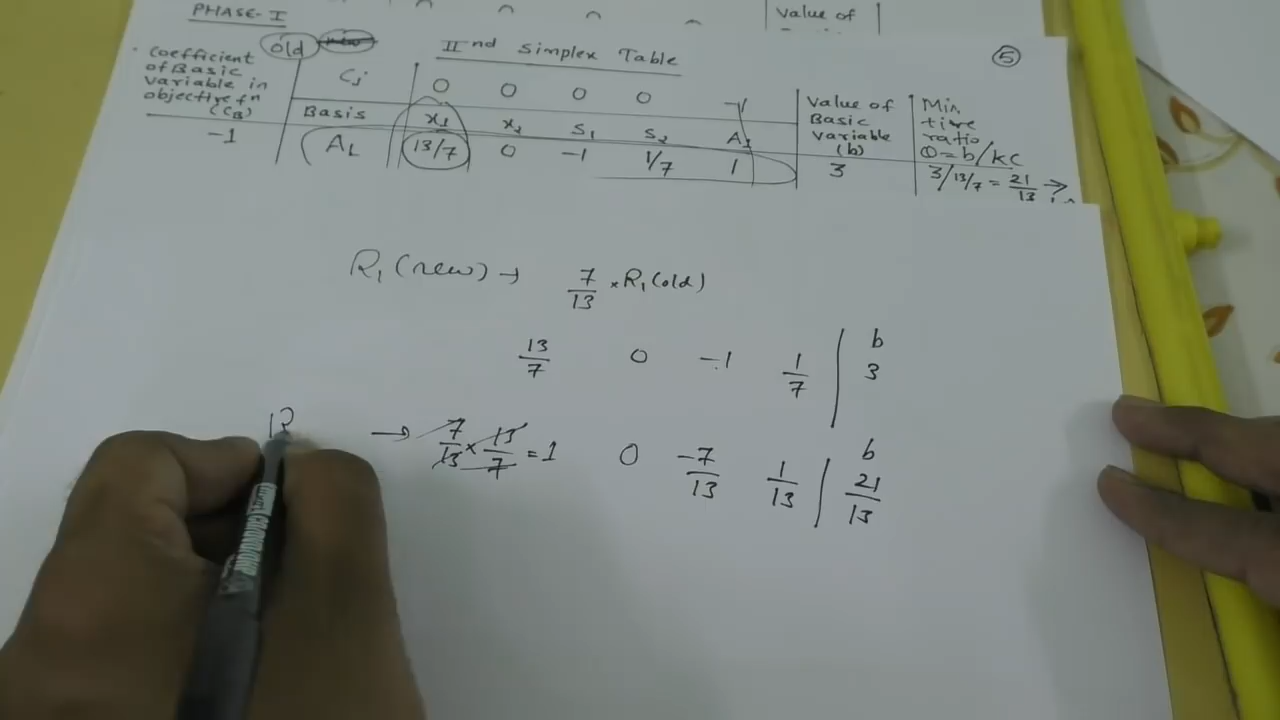 PHASE-I
Value of
old
IInd Simplex Table
5
Coefficient of Basic variable in objective fn (CB)
Cj 0 0 0 0 -1
Value of Basic variable (b)
Min time ratio θ=b/KC
Basis x1 x2 S1 S2 A1
-1 A1 13/7 0 -1 1/7 1 3 3/13/7 = 21/13 →
R1 (new) → 7/13 × R1 (old)
b
13/7 0 -1 1/7 | 3
b
→ 7/13 × 13/7 = 1 0 -7/13 1/13 | 21/13